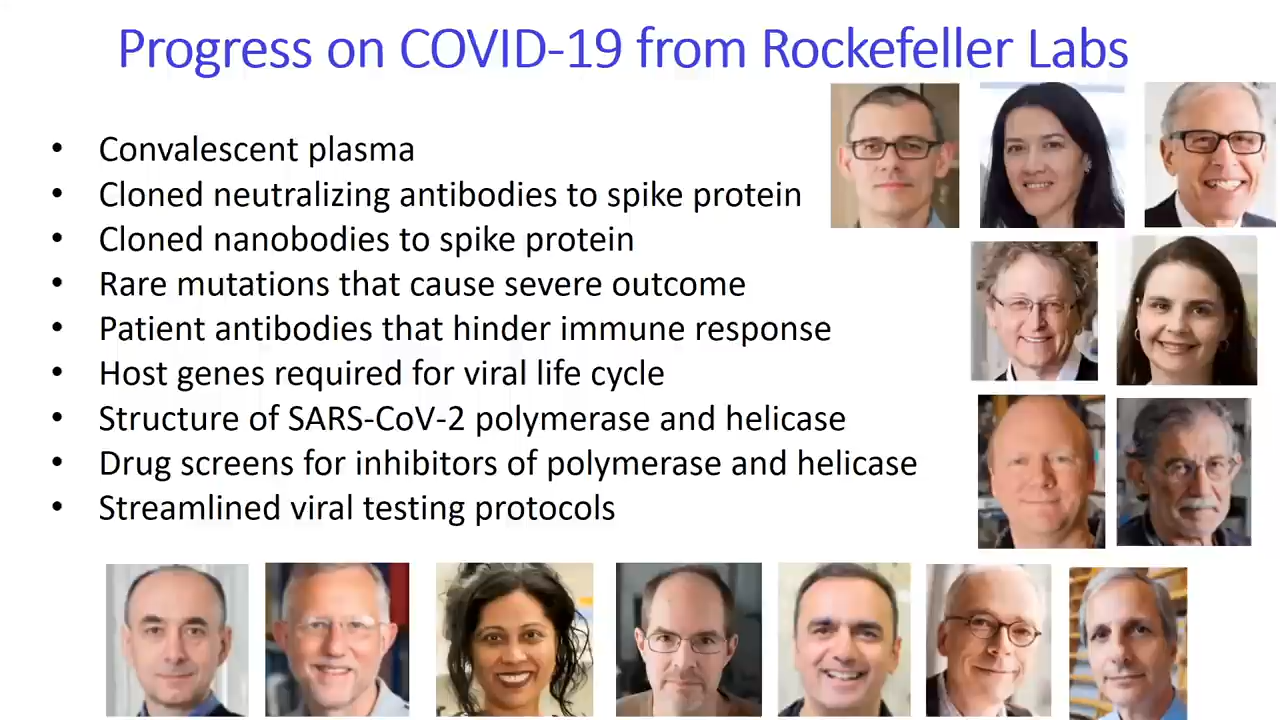 Progress on COVID-19 from Rockefeller Labs
• Convalescent plasma
• Cloned neutralizing antibodies to spike protein
• Cloned nanobodies to spike protein
• Rare mutations that cause severe outcome
• Patient antibodies that hinder immune response
• Host genes required for viral life cycle
• Structure of SARS-CoV-2 polymerase and helicase
• Drug screens for inhibitors of polymerase and helicase
• Streamlined viral testing protocols